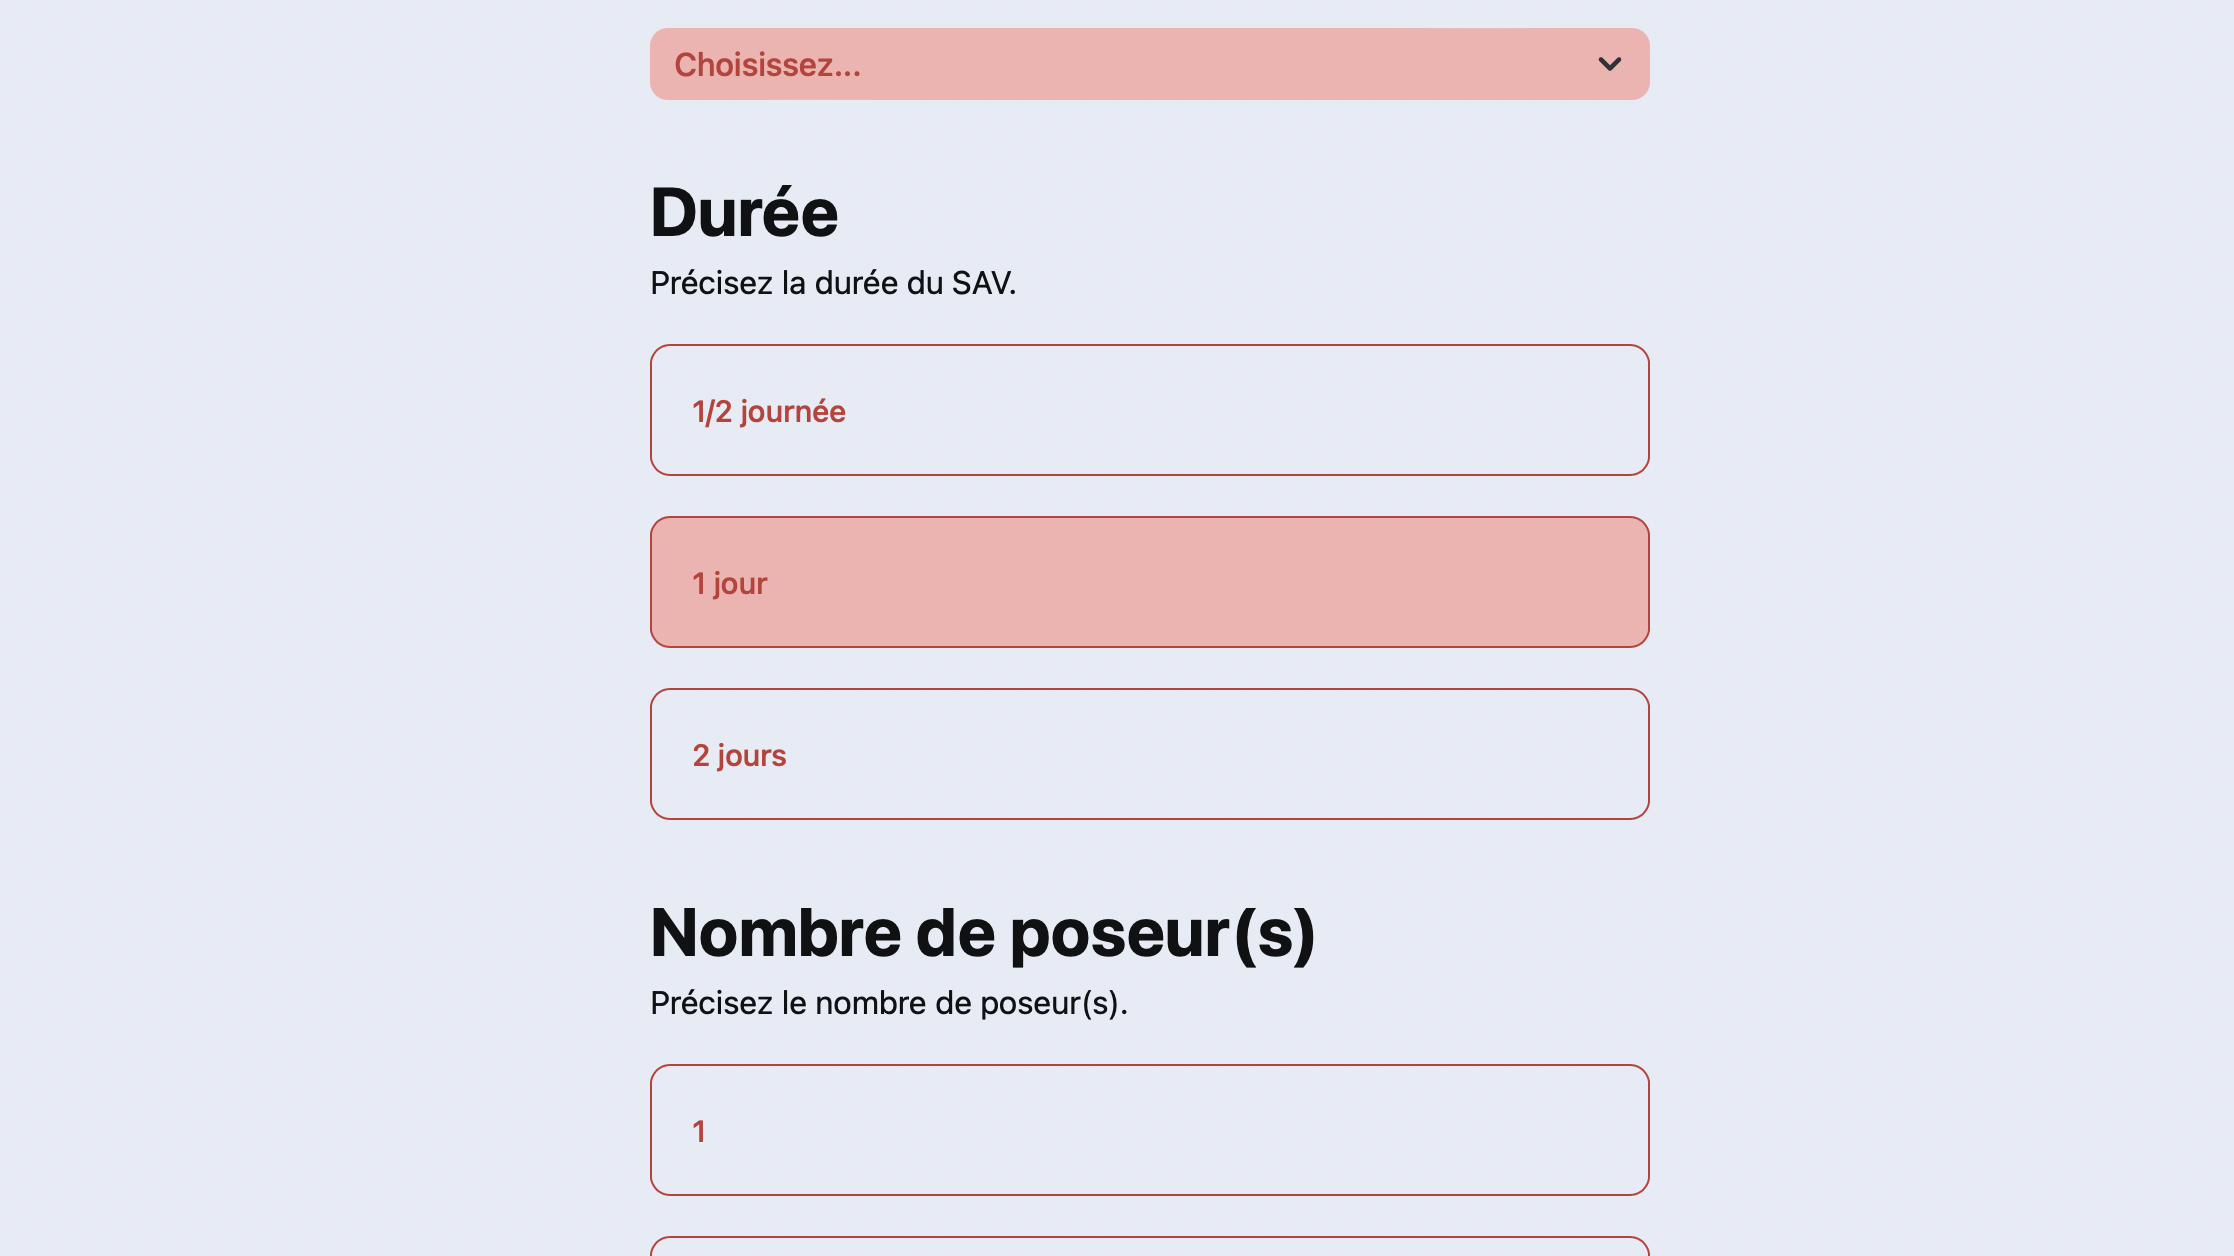 Choisissez...
Durée
Précisez la durée du SAV.
1/2 journée
1 jour
2 jours
Nombre de poseur(s)
Précisez le nombre de poseur(s).
1